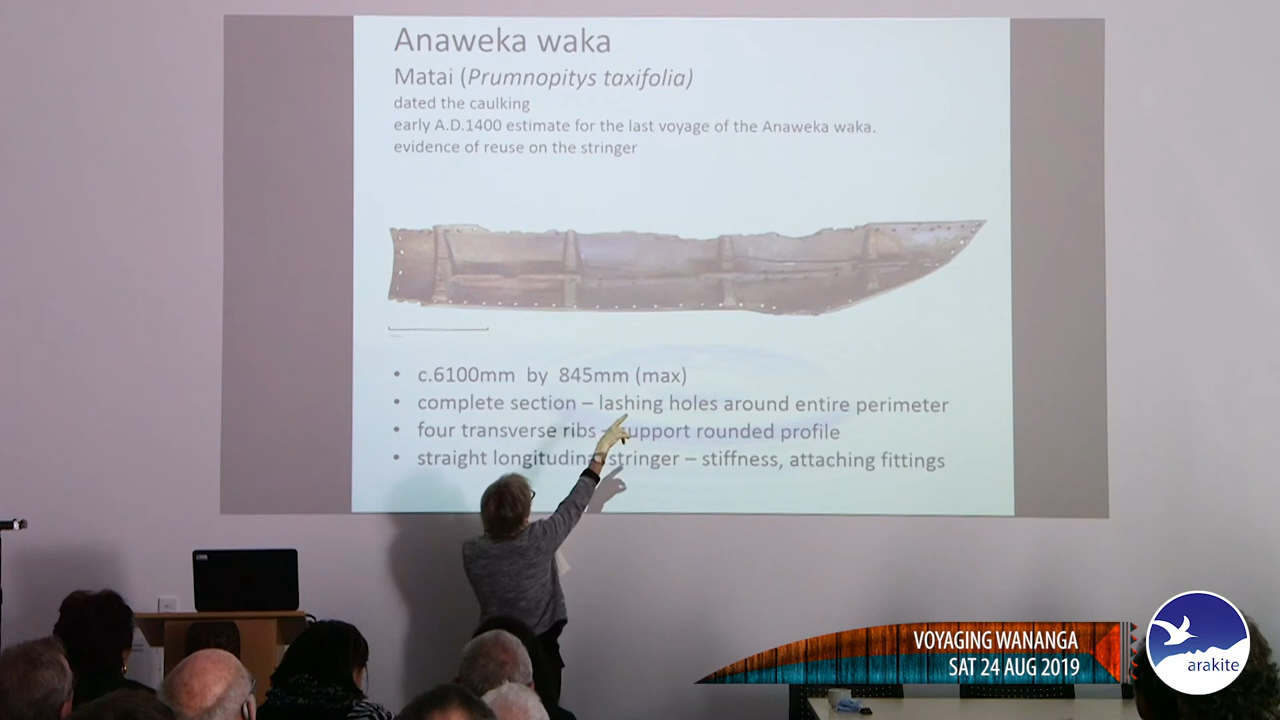 Anaweka waka
Matai (Prumnopitys taxifolia)
dated the caulking
early A.D.1400 estimate for the last voyage of the Anaweka waka.
evidence of reuse on the stringer
• c.6100mm by 845mm (max)
• complete section – lashing holes around entire perimeter
• four transverse ribs – support rounded profile
• straight longitudinal stringer – stiffness, attaching fittings
VOYAGING WANANGA
SAT 24 AUG 2019
arakite